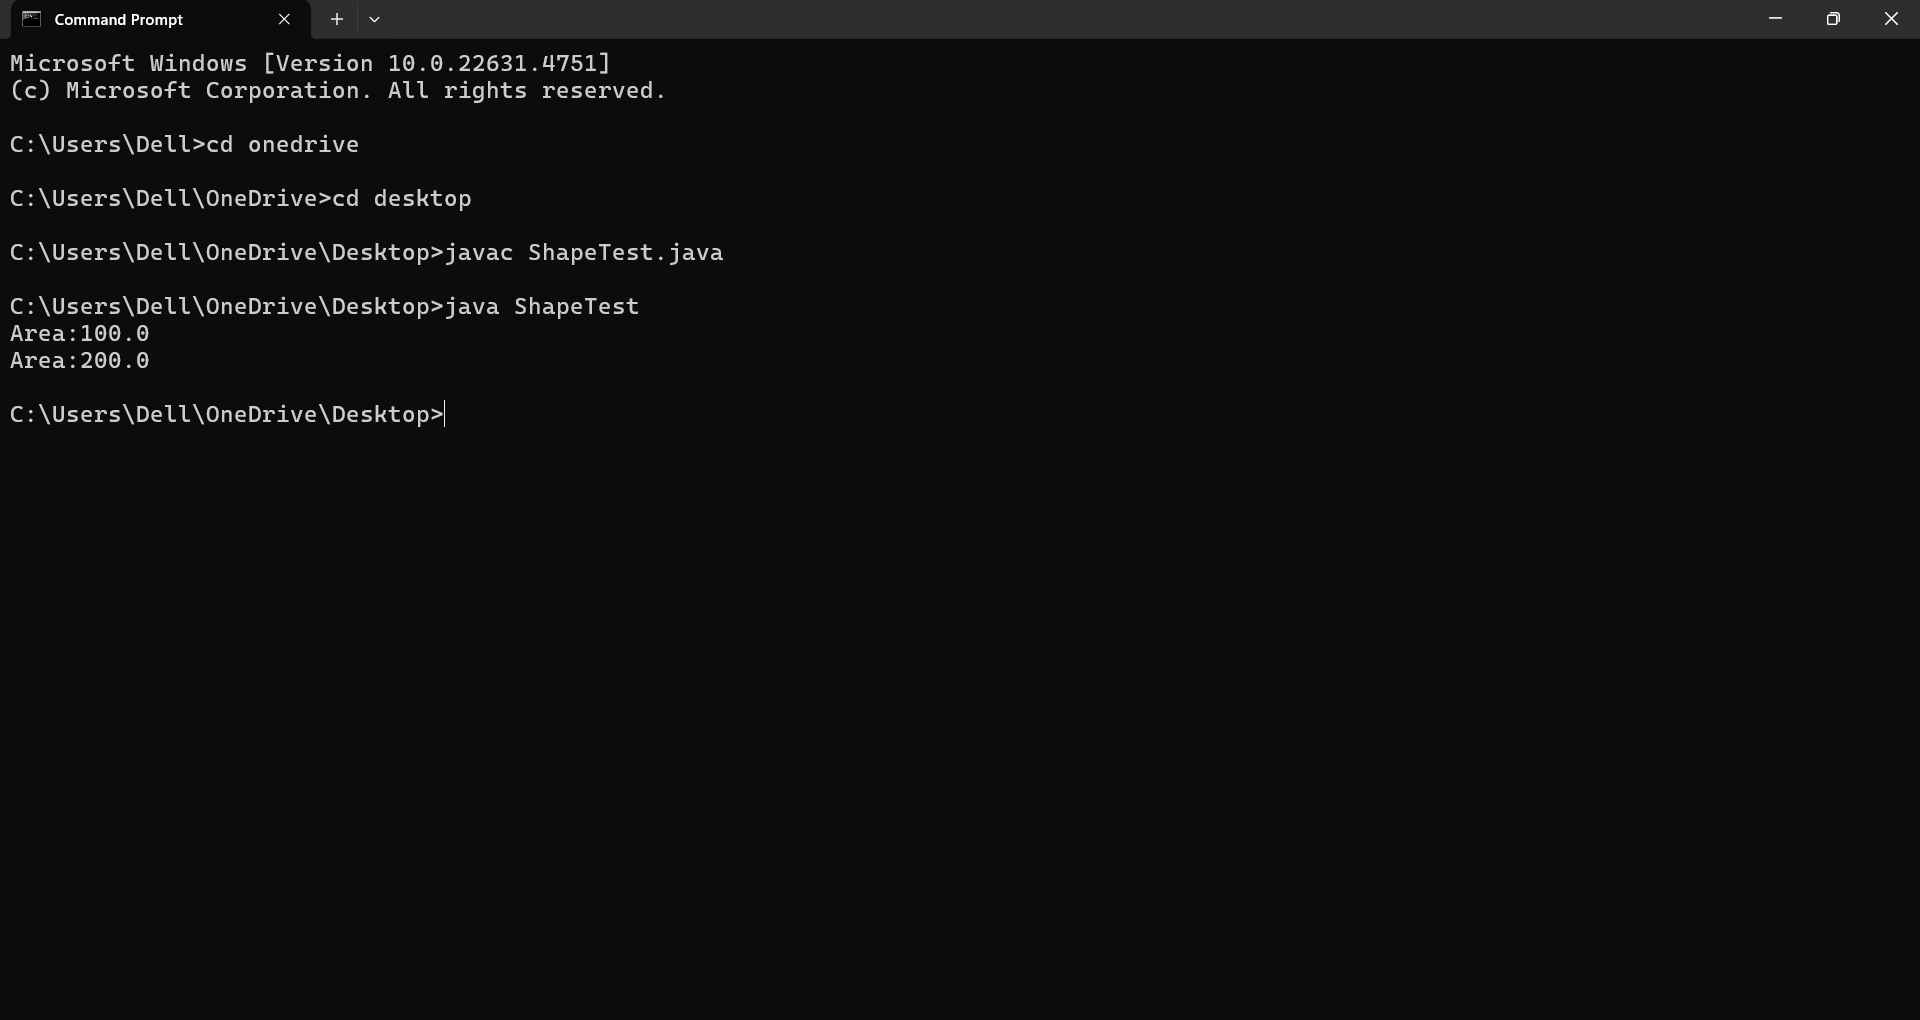 Command Prompt
Microsoft Windows [Version 10.0.22631.4751]
(c) Microsoft Corporation. All rights reserved.
C:\Users\Dell>cd onedrive
C:\Users\Dell\OneDrive>cd desktop
C:\Users\Dell\OneDrive\Desktop>javac ShapeTest.java
C:\Users\Dell\OneDrive\Desktop>java ShapeTest
Area:100.0
Area:200.0
C:\Users\Dell\OneDrive\Desktop>